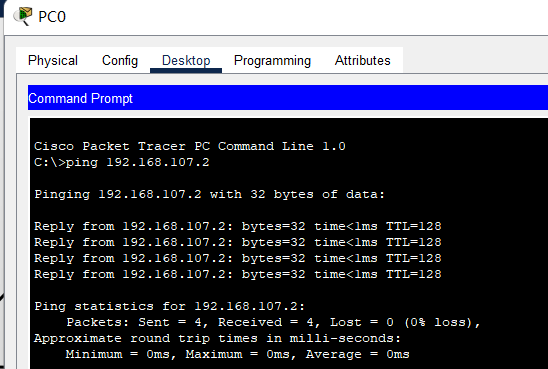 PC0
Physical Config Desktop Programming Attributes
Command Prompt
Cisco Packet Tracer PC Command Line 1.0
C:\>ping 192.168.107.2
Pinging 192.168.107.2 with 32 bytes of data:
Reply from 192.168.107.2: bytes=32 time<1ms TTL=128
Reply from 192.168.107.2: bytes=32 time<1ms TTL=128
Reply from 192.168.107.2: bytes=32 time<1ms TTL=128
Reply from 192.168.107.2: bytes=32 time<1ms TTL=128
Ping statistics for 192.168.107.2:
Packets: Sent = 4, Received = 4, Lost = 0 (0% loss),
Approximate round trip times in milli-seconds:
Minimum = 0ms, Maximum = 0ms, Average = 0ms